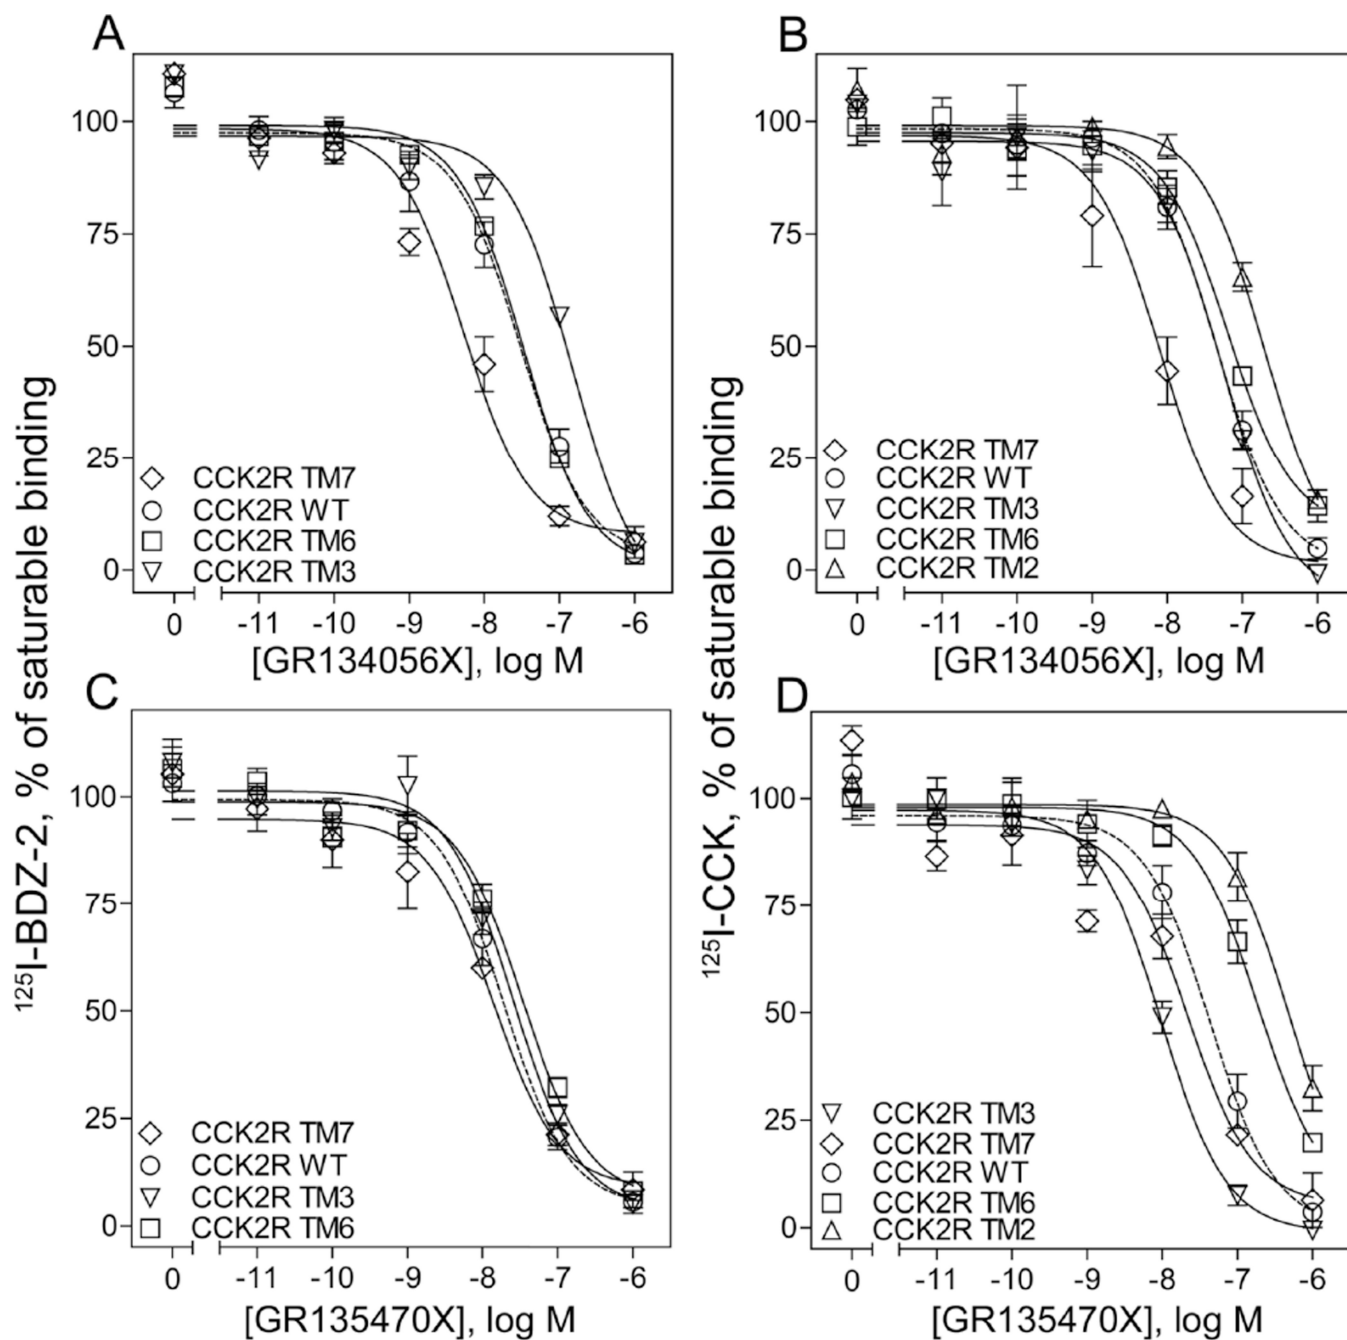 A
100
75
50
25
0
CCK2R TM7
CCK2R WT
CCK2R TM6
CCK2R TM3
0 -11 -10 -9 -8 -7 -6
[GR134056X], log M
B
100
75
50
25
0
CCK2R TM7
CCK2R WT
CCK2R TM3
CCK2R TM6
CCK2R TM2
0 -11 -10 -9 -8 -7 -6
[GR134056X], log M
¹²⁵I-BDZ-2, % of saturable binding
¹²⁵I-CCK, % of saturable binding
C
100
75
50
25
0
CCK2R TM7
CCK2R WT
CCK2R TM3
CCK2R TM6
0 -11 -10 -9 -8 -7 -6
[GR135470X], log M
D
100
75
50
25
0
CCK2R TM3
CCK2R TM7
CCK2R WT
CCK2R TM6
CCK2R TM2
0 -11 -10 -9 -8 -7 -6
[GR135470X], log M